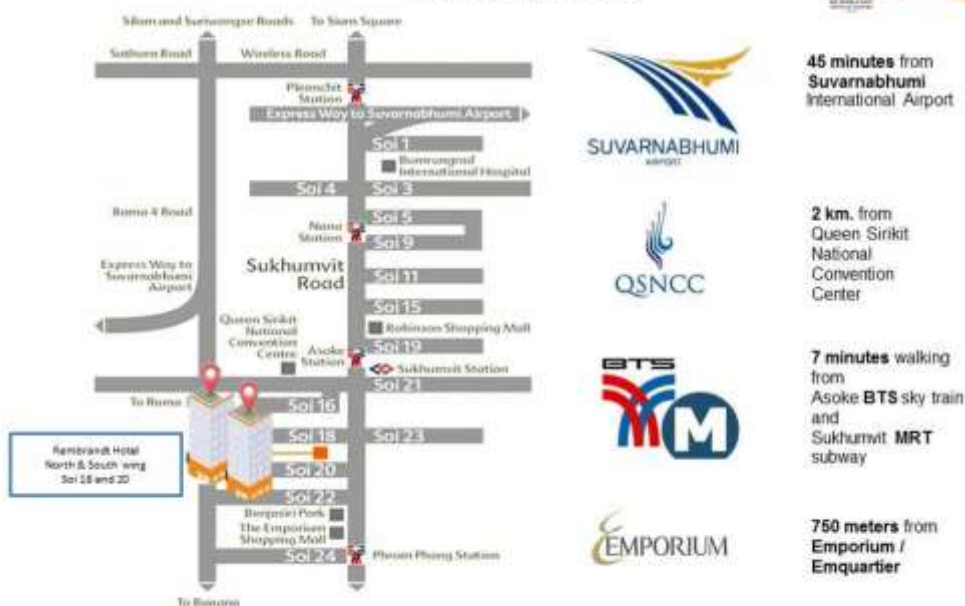 Silom and Suriwongse Roads
To Siam Square
Sathorn Road
Wireless Road
Ploenchit
Station
Express Way to Suvarnabhumi Airport
Soi 1
Bumrungrad
International Hospital
Soi 4
Soi 3
Rama 4 Road
Soi 5
Nana
Station
Soi 9
Express Way to
Suvarnabhumi
Airport
Sukhumvit
Road
Soi 11
Soi 15
Queen Sirikit
National
Convention
Centre
Robinson Shopping Mall
Asoke
Station
Soi 19
Sukhumvit Station
Soi 21
To Rama
Soi 16
Soi 18
Soi 23
Rembrandt Hotel
North & South wing
Soi 18 and 20
Soi 20
Soi 22
Benjasiri Park
The Emporium
Shopping Mall
Soi 24
Phrom Phong Station
SUVARNABHUMI
AIRPORT
45 minutes from
Suvarnabhumi
International Airport
QSNCC
2 km. from
Queen Sirikit
National
Convention
Center
BTS
M
7 minutes walking
from
Asoke BTS sky train
and
Sukhumvit MRT
subway
EMPORIUM
750 meters from
Emporium /
Emquartier